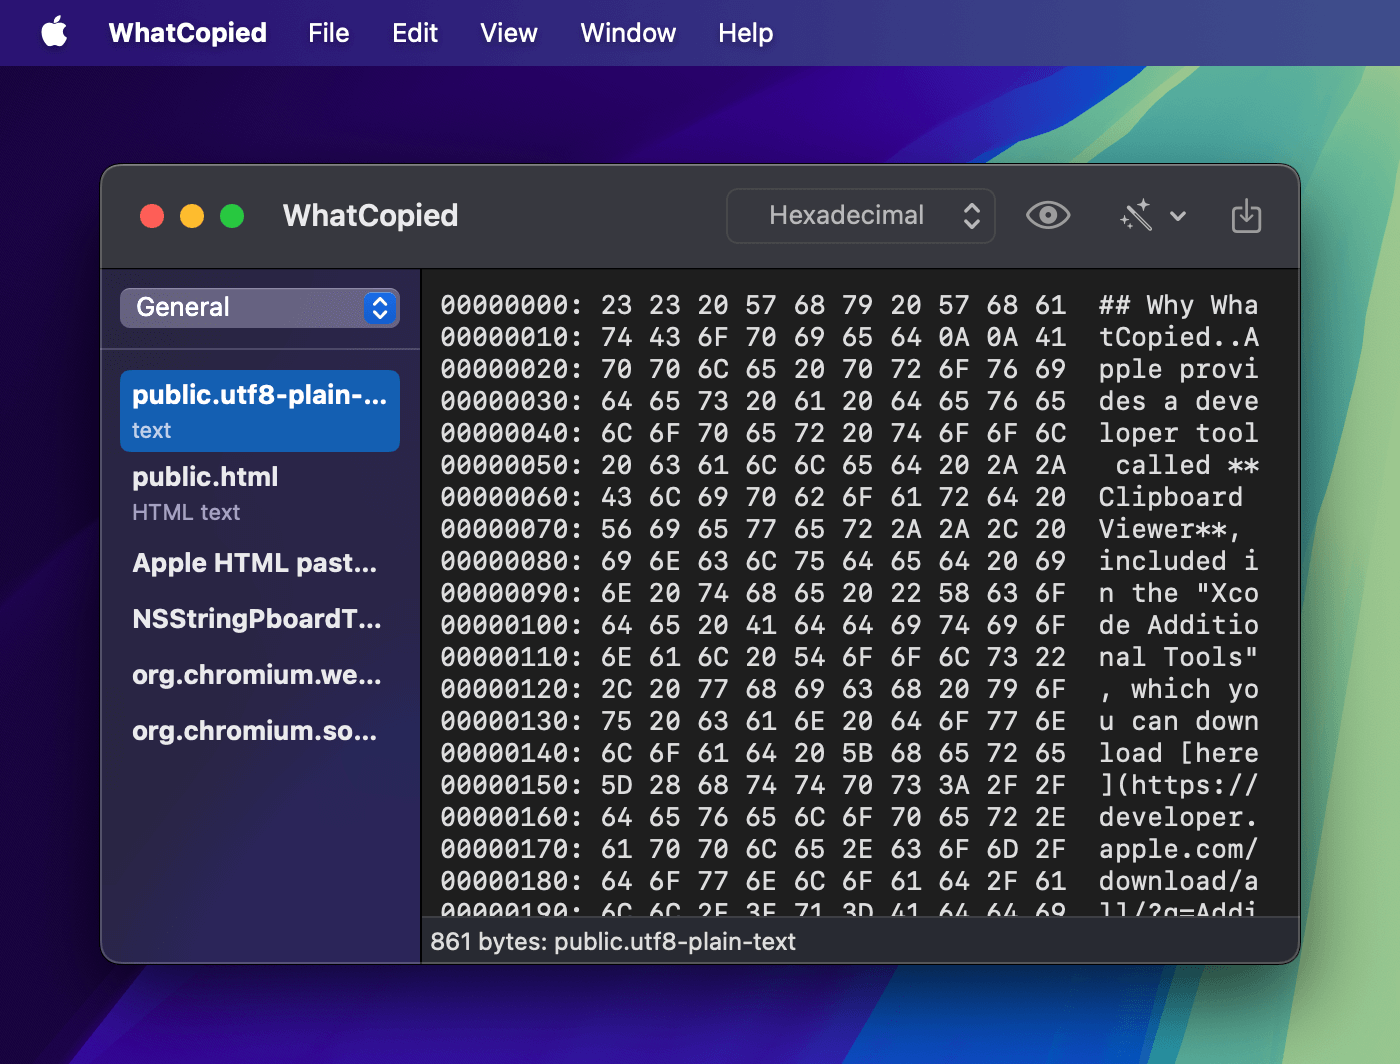 WhatCopied File Edit View Window Help
WhatCopied Hexadecimal
General
public.utf8-plain-...
text
public.html
HTML text
Apple HTML past...
NSStringPboardT...
org.chromium.we...
org.chromium.so...
00000000: 23 23 20 57 68 79 20 57 68 61 ## Why Wha
00000010: 74 43 6F 70 69 65 64 0A 0A 41 tCopied..A
00000020: 70 70 6C 65 20 70 72 6F 76 69 pple provi
00000030: 64 65 73 20 61 20 64 65 76 65 des a deve
00000040: 6C 6F 70 65 72 20 74 6F 6F 6C loper tool
00000050: 20 63 61 6C 6C 65 64 20 2A 2A  called **
00000060: 43 6C 69 70 62 6F 61 72 64 20 Clipboard
00000070: 56 69 65 77 65 72 2A 2A 2C 20 Viewer**,
00000080: 69 6E 63 6C 75 64 65 64 20 69 included i
00000090: 6E 20 74 68 65 20 22 58 63 6F n the "Xco
00000100: 64 65 20 41 64 64 69 74 69 6F de Additio
00000110: 6E 61 6C 20 54 6F 6F 6C 73 22 nal Tools"
00000120: 2C 20 77 68 69 63 68 20 79 6F , which yo
00000130: 75 20 63 61 6E 20 64 6F 77 6E u can down
00000140: 6C 6F 61 64 20 5B 68 65 72 65 load [here
00000150: 5D 28 68 74 74 70 73 3A 2F 2F ](https://
00000160: 64 65 76 65 6C 6F 70 65 72 2E developer.
00000170: 61 70 70 6C 65 2E 63 6F 6D 2F apple.com/
00000180: 64 6F 77 6E 6C 6F 61 64 2F 61 download/a
00000190: 6C 6C 2F 3F 71 3D 41 64 64 69 ll/?q=Addi
861 bytes: public.utf8-plain-text